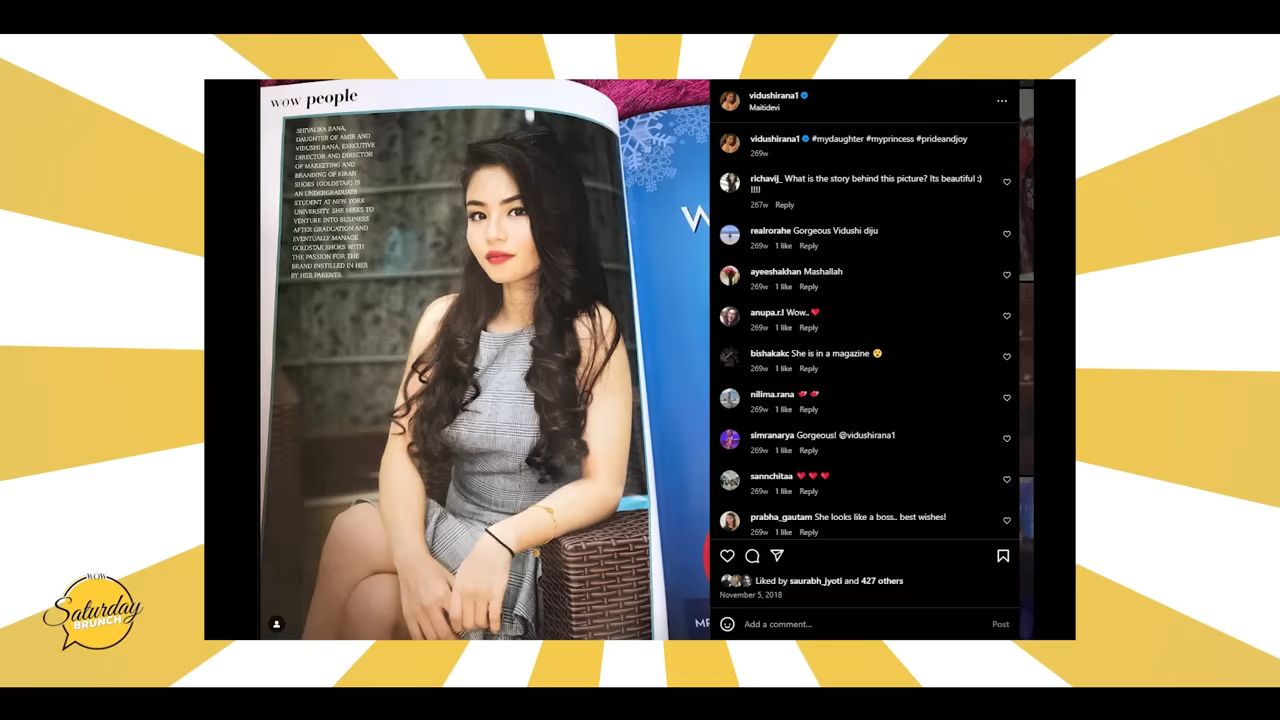 wow people
SHIVALIKA RANA,
DAUGHTER OF AMIR AND
VIDUSHI RANA, EXECUTIVE
DIRECTOR AND DIRECTOR
OF MARKETING AND
BRANDING OF KIRAN
SHOES (GOLDSTAR) IS
AN UNDERGRADUATE
STUDENT AT NEW YORK
UNIVERSITY. SHE SEEKS TO
VENTURE INTO BUSINESS
AFTER GRADUATION AND
EVENTUALLY MANAGE
GOLDSTAR SHOES WITH
THE PASSION FOR THE
BRAND INSTILLED IN HER
BY HER PARENTS.
W
vidushirana1
Maitidevi
vidushirana1 #mydaughter #myprincess #prideandjoy
269w
richavij_ What is the story behind this picture? Its beautiful :)
!!!!
267w Reply
realrorahe Gorgeous Vidushi diju
269w 1 like Reply
ayeeshakhan Mashallah
269w 1 like Reply
anupa.r.l Wow.. ❤️
269w 1 like Reply
bishakakc She is in a magazine 😯
269w 1 like Reply
nilima.rana 💕 💕
269w 1 like Reply
simranarya Gorgeous! @vidushirana1
269w 1 like Reply
sannchitaa ❤️ ❤️ ❤️
269w 1 like Reply
prabha_gautam She looks like a boss.. best wishes!
269w 1 like Reply
Liked by saurabh_jyoti and 427 others
November 5, 2018
Add a comment... Post
WOW
Saturday
BRUNCH